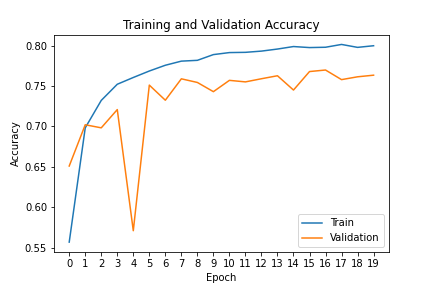 Training and Validation Accuracy
Accuracy
0.80
0.75
0.70
0.65
0.60
0.55
Train
Validation
0 1 2 3 4 5 6 7 8 9 10 11 12 13 14 15 16 17 18 19
Epoch